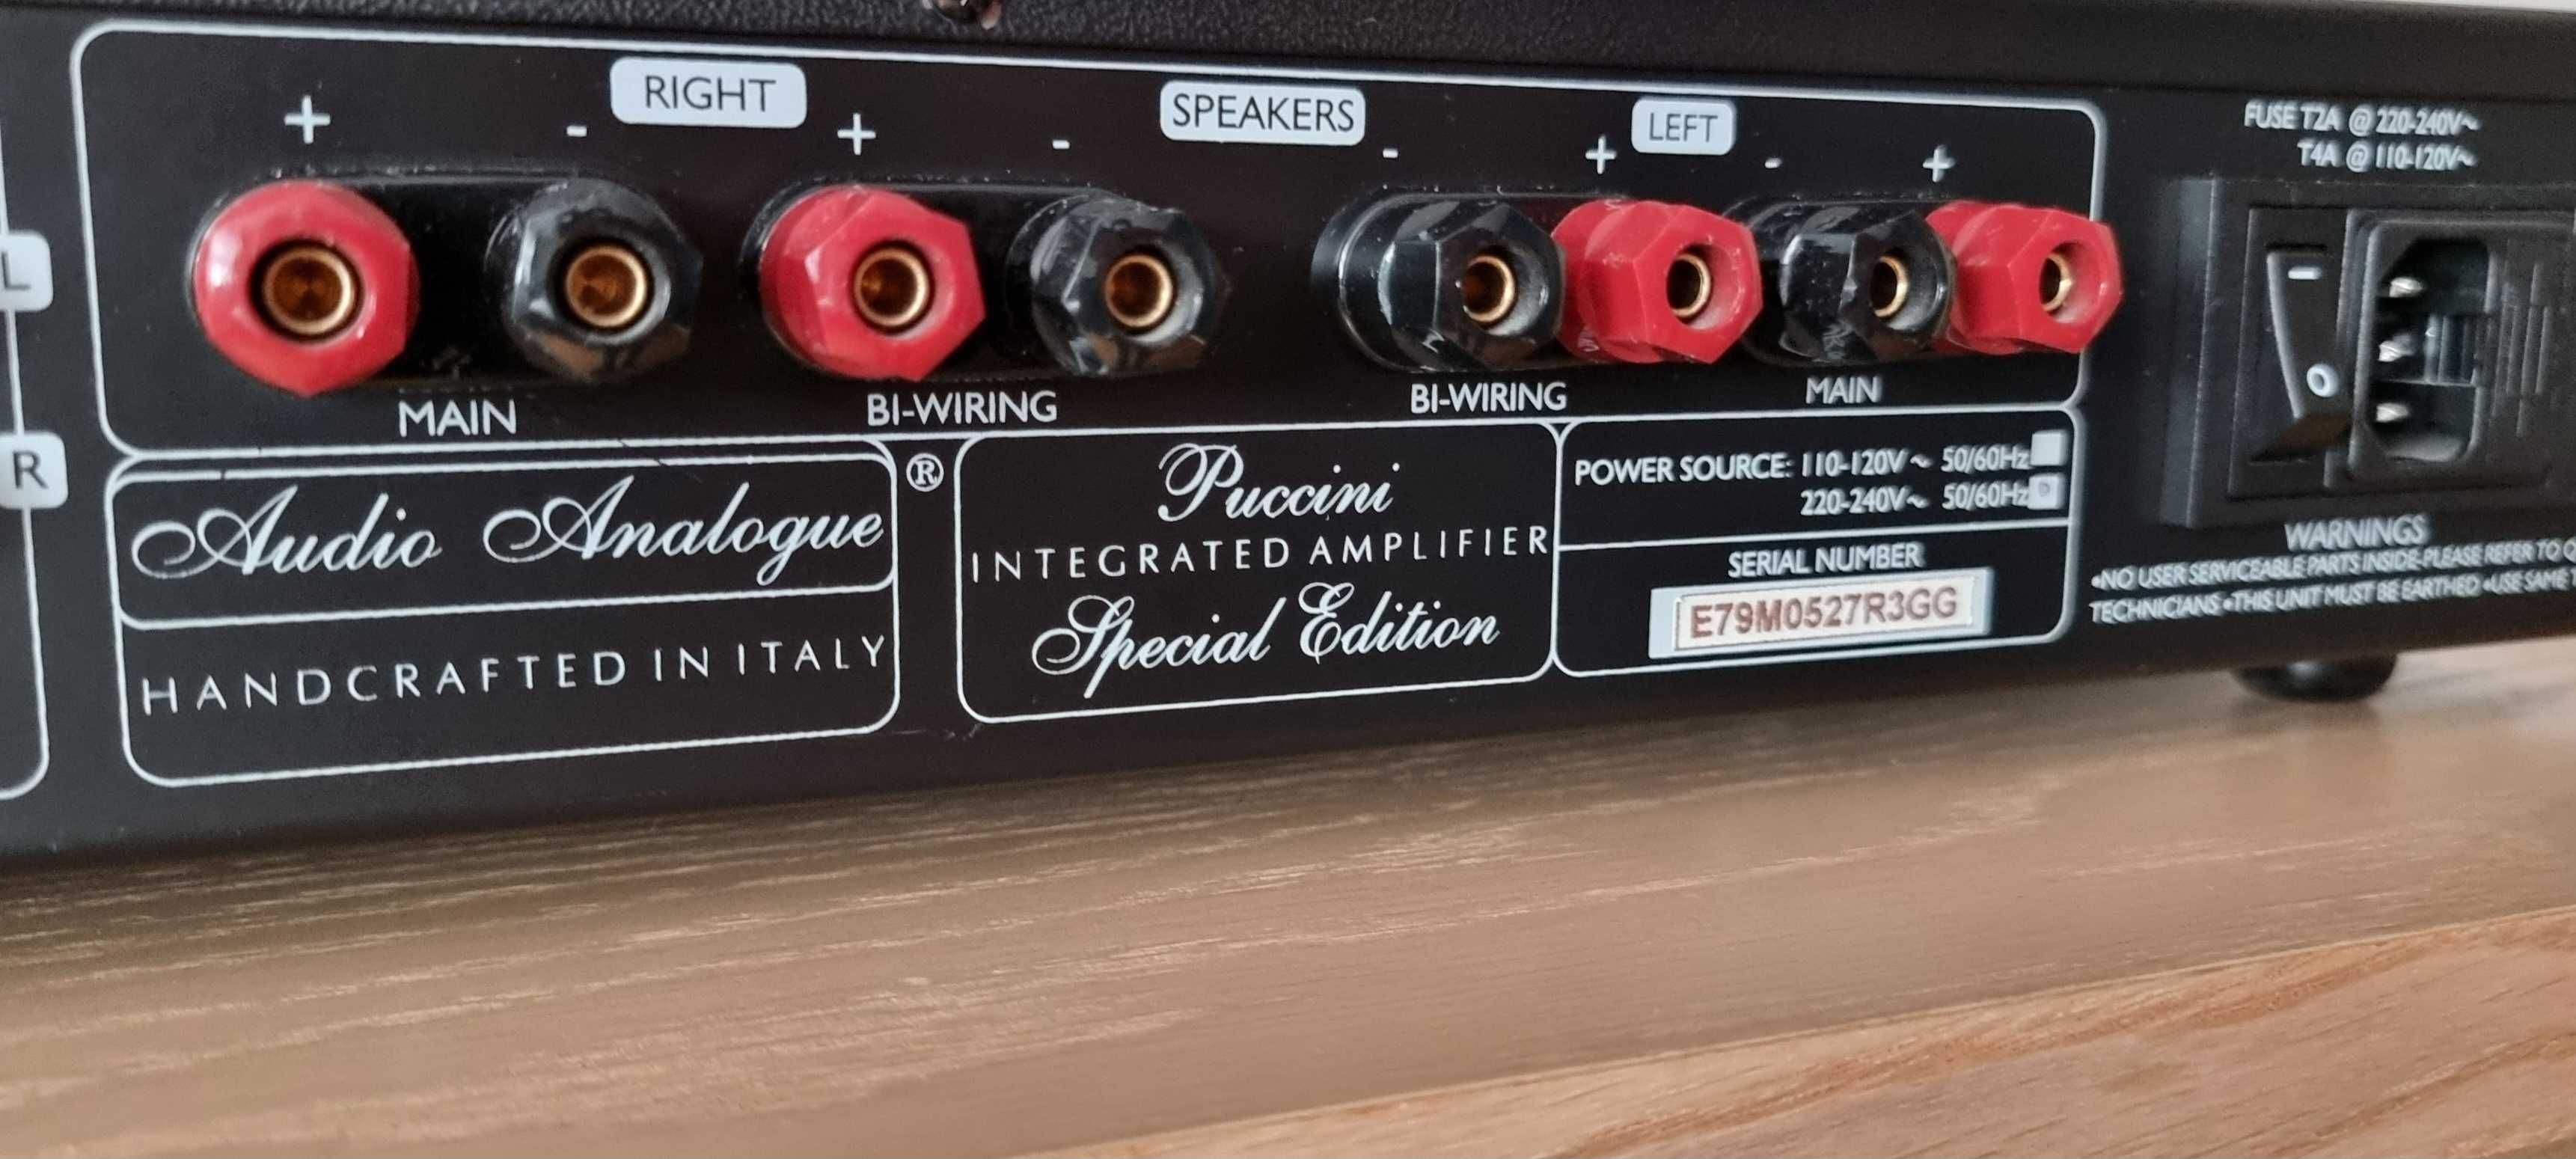 RIGHT
SPEAKERS
LEFT
+ - + - - + - +
MAIN
BI-WIRING
BI-WIRING
MAIN
L
R
Audio Analogue ®
HANDCRAFTED IN ITALY
Puccini
INTEGRATED AMPLIFIER
Special Edition
POWER SOURCE: 110-120V~ 50/60Hz
220-240V~ 50/60Hz
SERIAL NUMBER
E79M0527R3GG
FUSE T2A @ 220-240V~
T4A @ 110-120V~
WARNINGS
•NO USER SERVICEABLE PARTS INSIDE-PLEASE REFER TO
TECHNICIANS •THIS UNIT MUST BE EARTHED •USE SAME